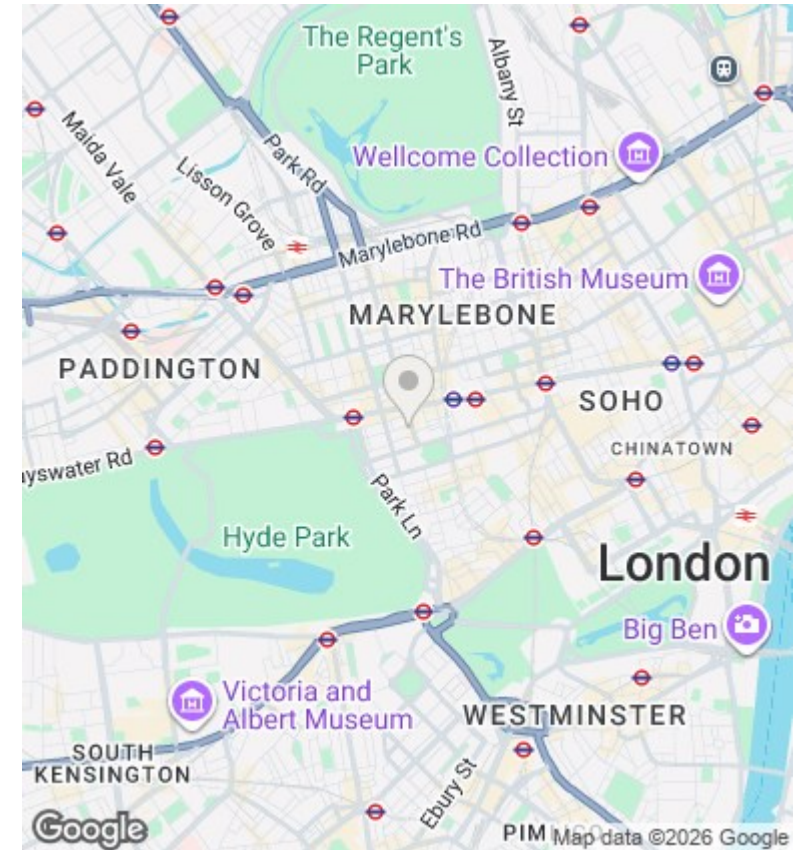 The Regent's
Park
Albany St
Maida Vale
Lisson Grove
Park Rd
Wellcome Collection
Marylebone Rd
The British Museum
MARYLEBONE
PADDINGTON
SOHO
CHINATOWN
yswater Rd
Park Ln
Hyde Park
London
Big Ben
Victoria and
Albert Museum
WESTMINSTER
SOUTH
KENSINGTON
Ebury St
Google
Map data ©2026 Google